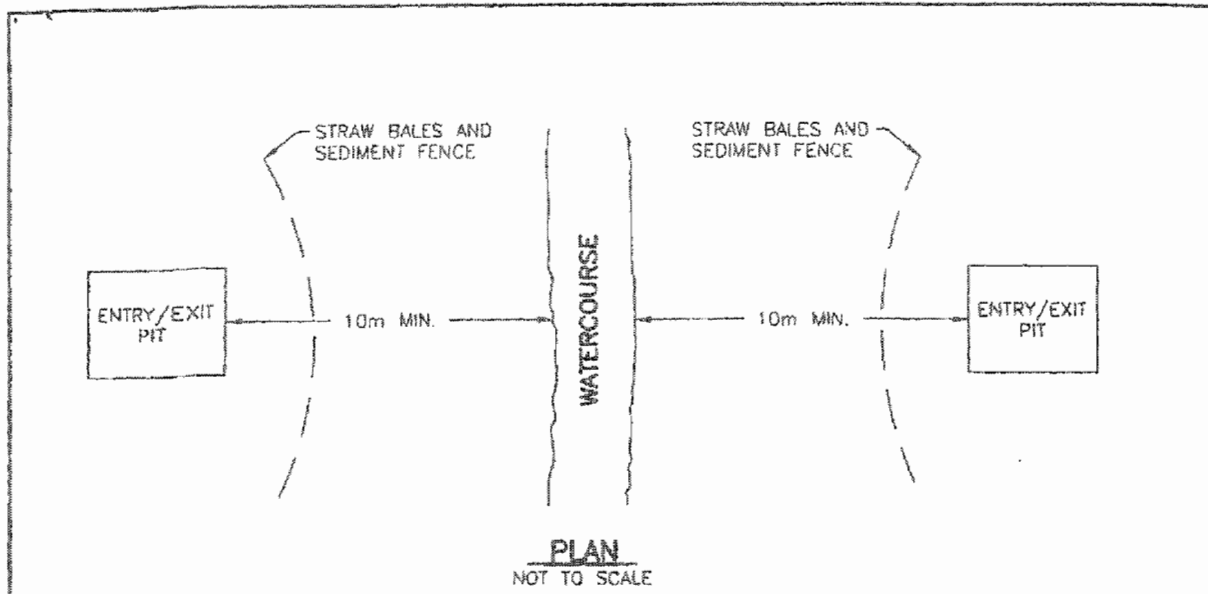 STRAW BALES AND
SEDIMENT FENCE
STRAW BALES AND
SEDIMENT FENCE
ENTRY/EXIT
PIT
10m MIN.
WATERCOURSE
10m MIN.
ENTRY/EXIT
PIT
PLAN
NOT TO SCALE